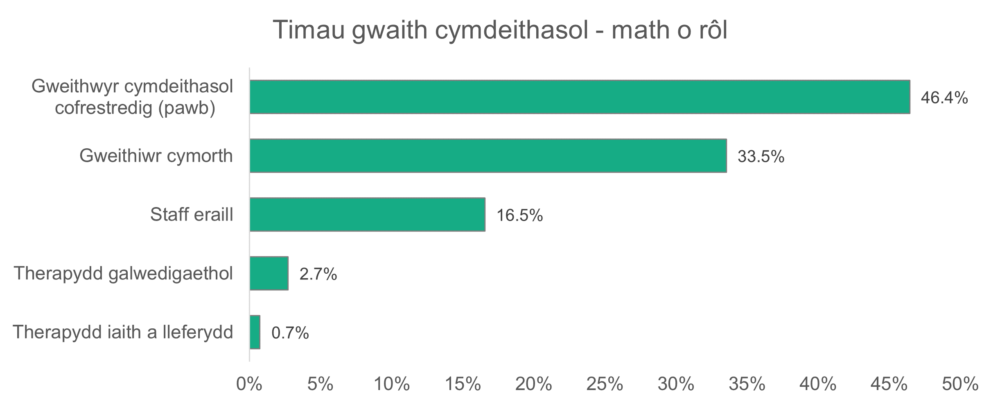 Timau gwaith cymdeithasol - math o rôl
Gweithwyr cymdeithasol
cofrestredig (pawb)
46.4%
Gweithiwr cymorth
33.5%
Staff eraill
16.5%
Therapydd galwedigaethol
2.7%
Therapydd iaith a lleferydd
0.7%
0% 5% 10% 15% 20% 25% 30% 35% 40% 45% 50%